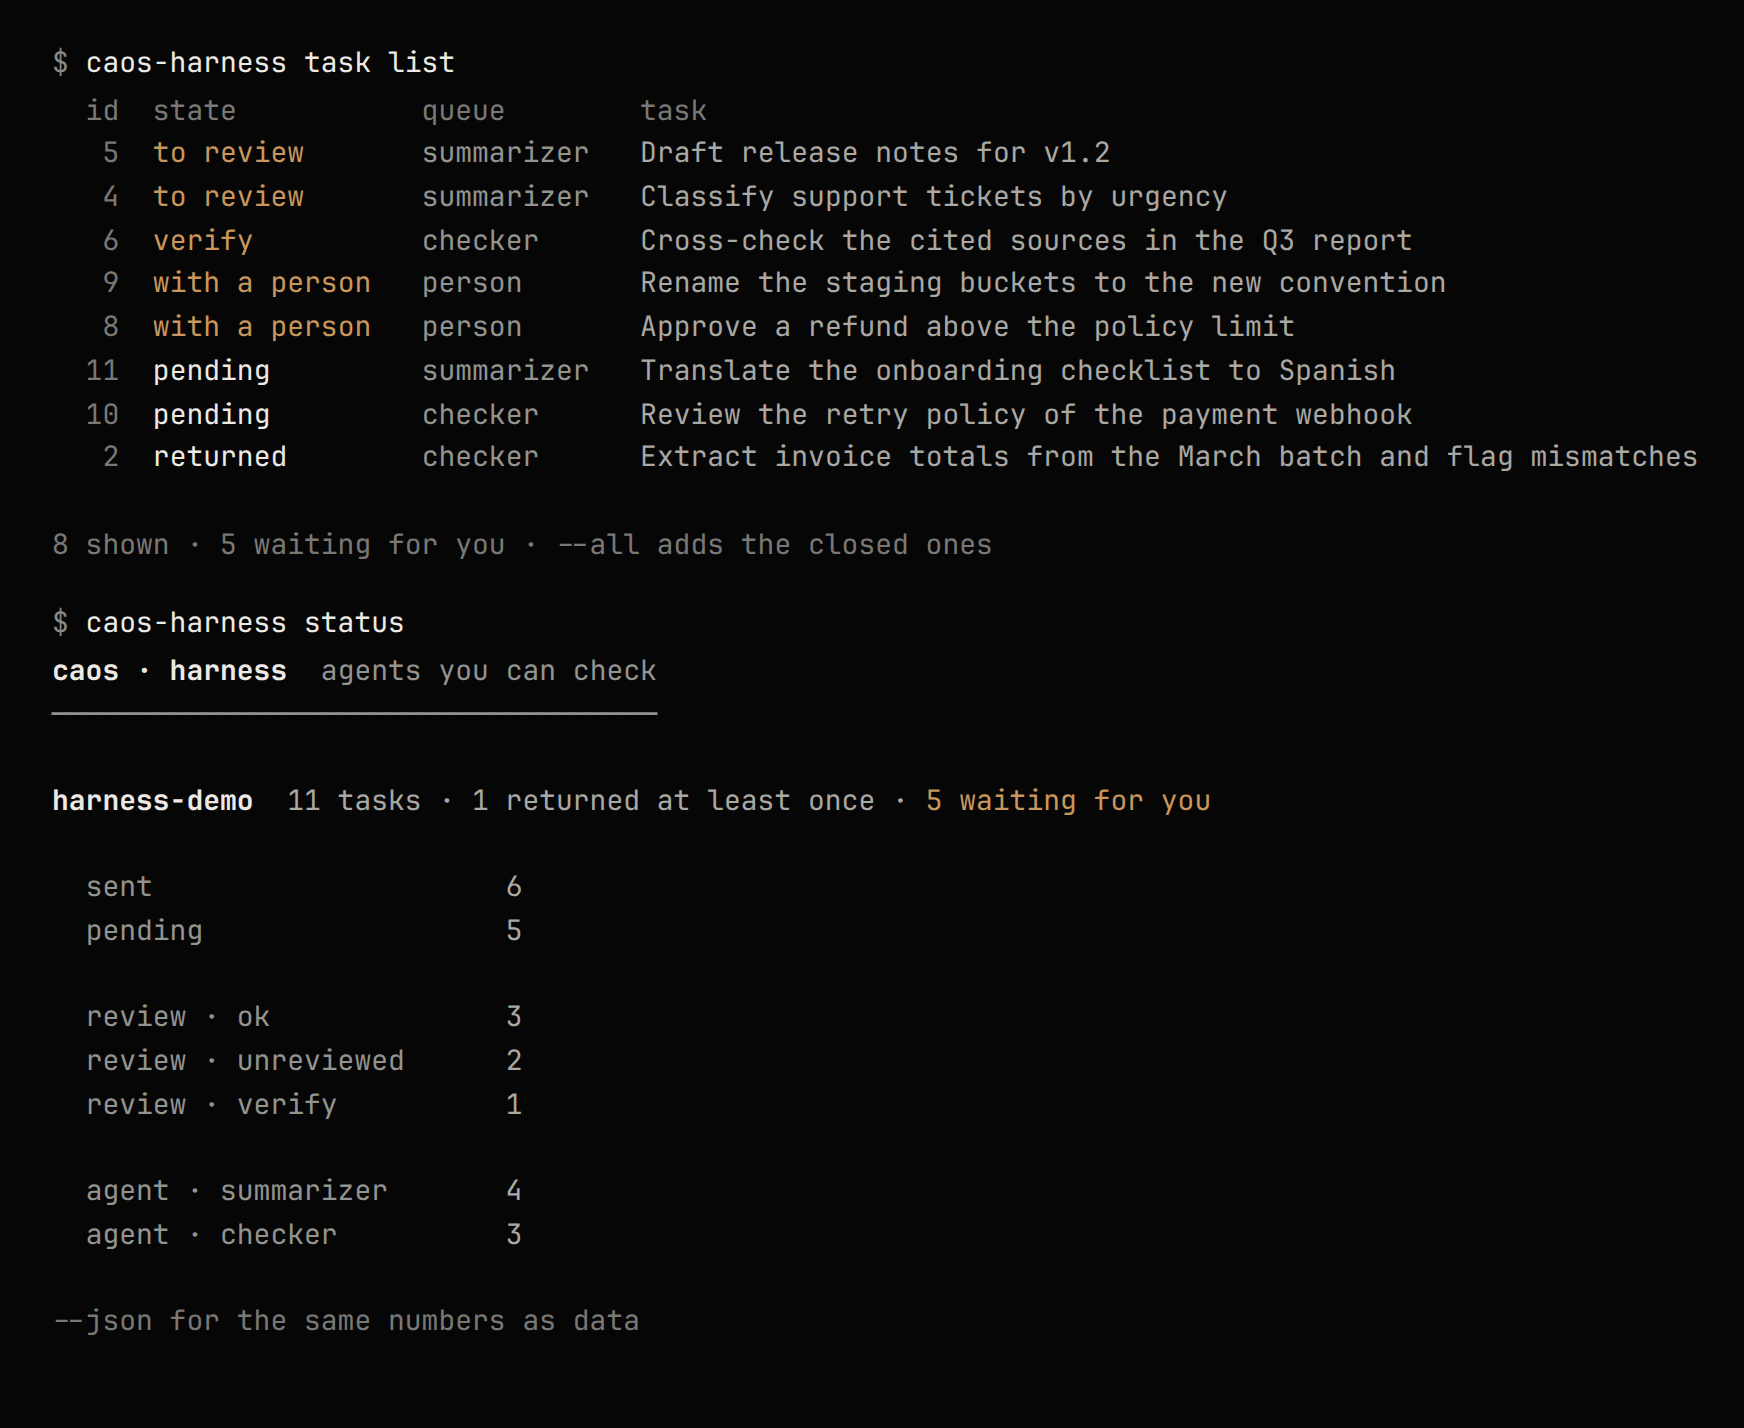 $ caos-harness task list
id  state  queue  task
5  to review  summarizer  Draft release notes for v1.2
4  to review  summarizer  Classify support tickets by urgency
6  verify  checker  Cross-check the cited sources in the Q3 report
9  with a person  person  Rename the staging buckets to the new convention
8  with a person  person  Approve a refund above the policy limit
11  pending  summarizer  Translate the onboarding checklist to Spanish
10  pending  checker  Review the retry policy of the payment webhook
2  returned  checker  Extract invoice totals from the March batch and flag mismatches
8 shown · 5 waiting for you · --all adds the closed ones
$ caos-harness status
caos · harness  agents you can check
harness-demo  11 tasks · 1 returned at least once · 5 waiting for you
sent  6
pending  5
review · ok  3
review · unreviewed  2
review · verify  1
agent · summarizer  4
agent · checker  3
--json for the same numbers as data